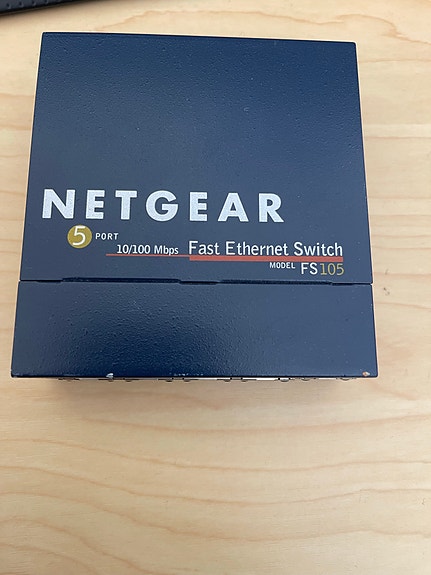 NETGEAR
5 PORT
10/100 Mbps Fast Ethernet Switch
MODEL FS105